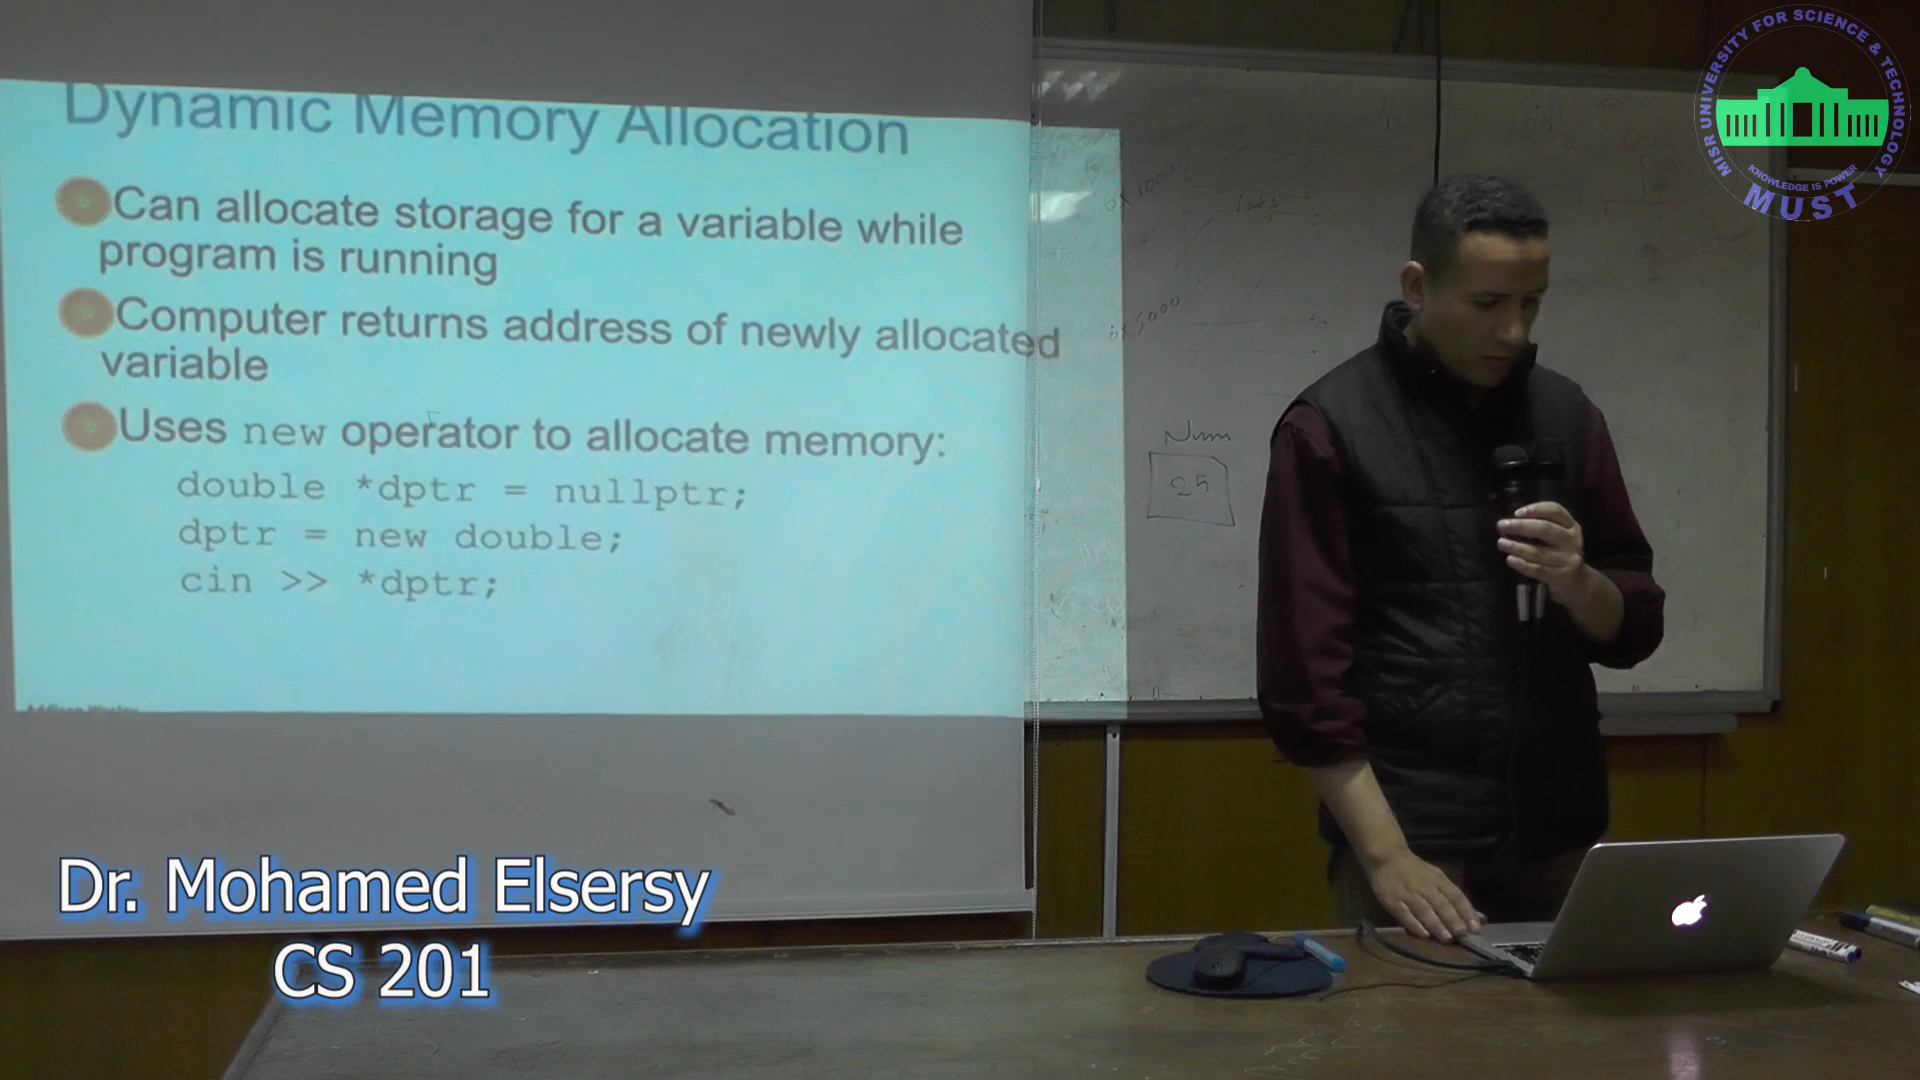 Dynamic Memory Allocation
Can allocate storage for a variable while
program is running
Computer returns address of newly allocated
variable
Uses new operator to allocate memory:
double *dptr = nullptr;
dptr = new double;
cin >> *dptr;
0x1000
0x5000
Num
25
MISR UNIVERSITY FOR SCIENCE & TECHNOLOGY
KNOWLEDGE IS POWER
MUST
Dr. Mohamed Elsersy
CS 201